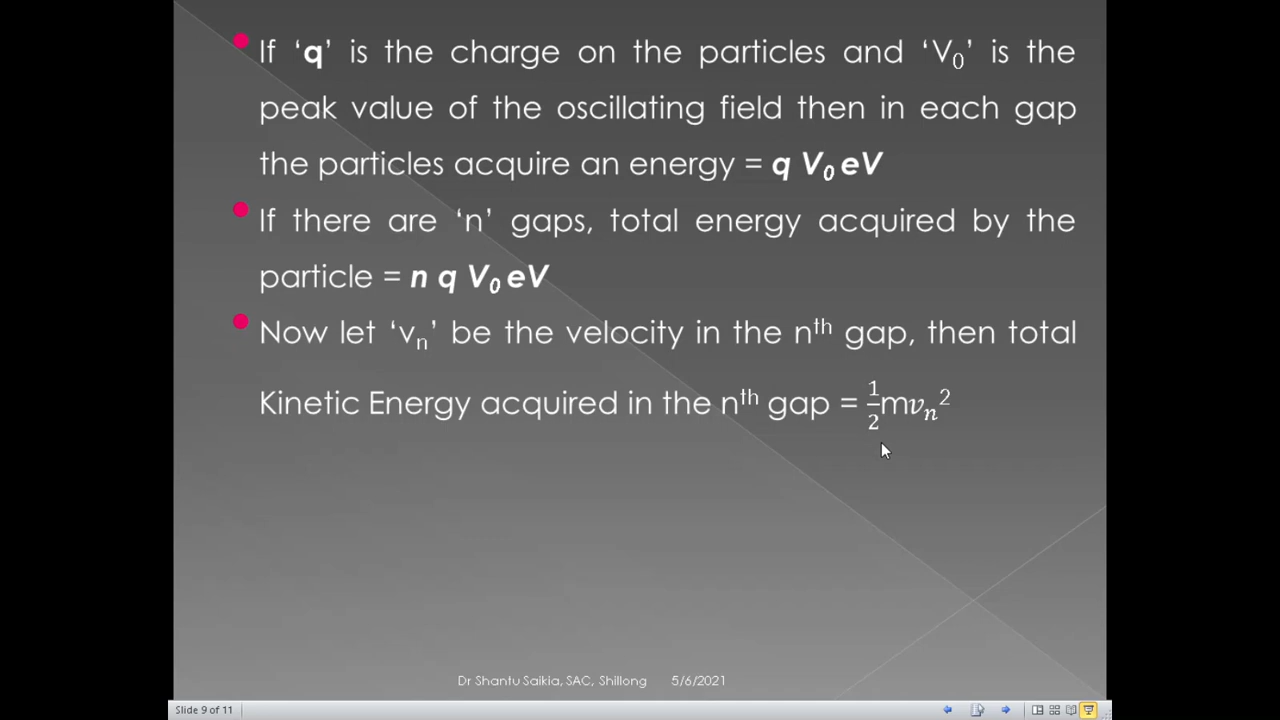 If ‘q’ is the charge on the particles and ‘V₀’ is the
peak value of the oscillating field then in each gap
the particles acquire an energy = q V₀ eV
If there are ‘n’ gaps, total energy acquired by the
particle = n q V₀ eV
Now let ‘vₙ’ be the velocity in the nᵗʰ gap, then total
Kinetic Energy acquired in the nᵗʰ gap = ½mvₙ²
Dr Shantu Saikia, SAC, Shillong 5/6/2021
Slide 9 of 11